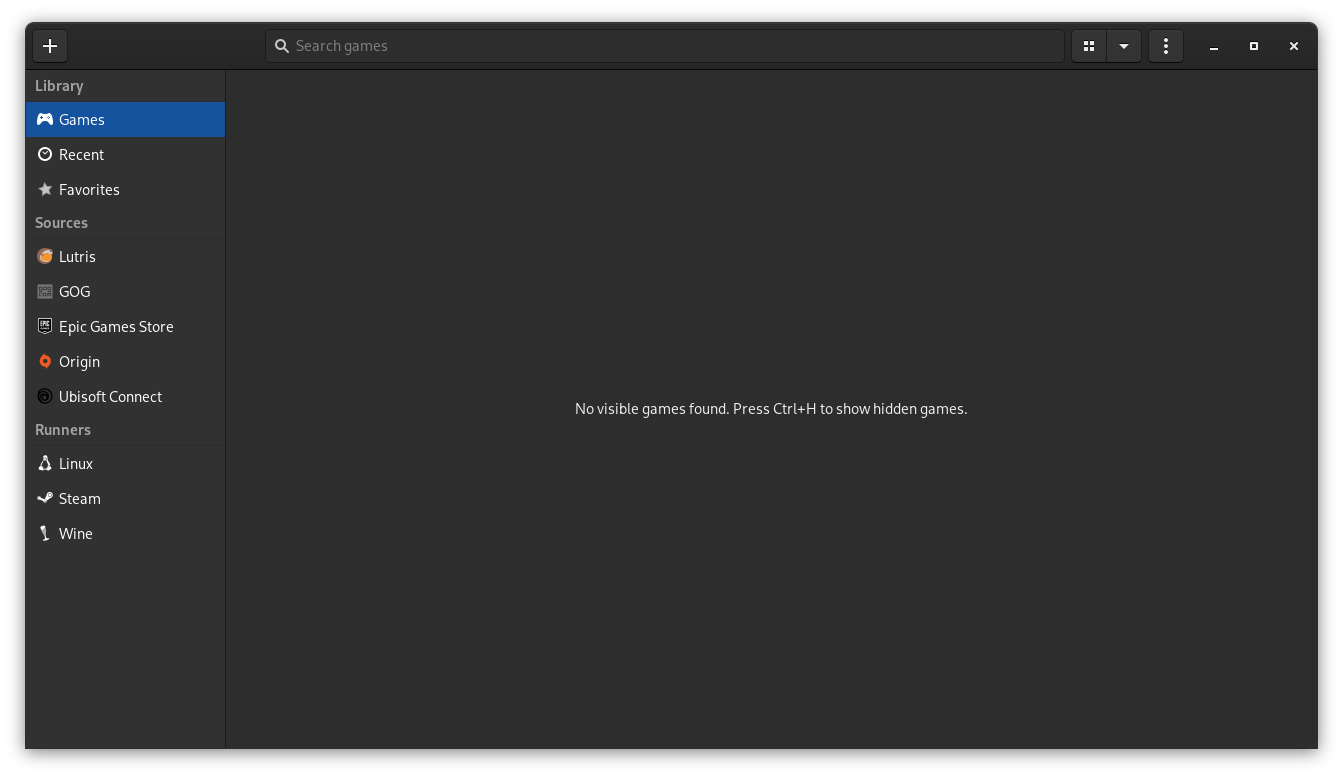 Search games
Library
Games
Recent
Favorites
Sources
Lutris
GOG
Epic Games Store
Origin
Ubisoft Connect
Runners
Linux
Steam
Wine
No visible games found. Press Ctrl+H to show hidden games.